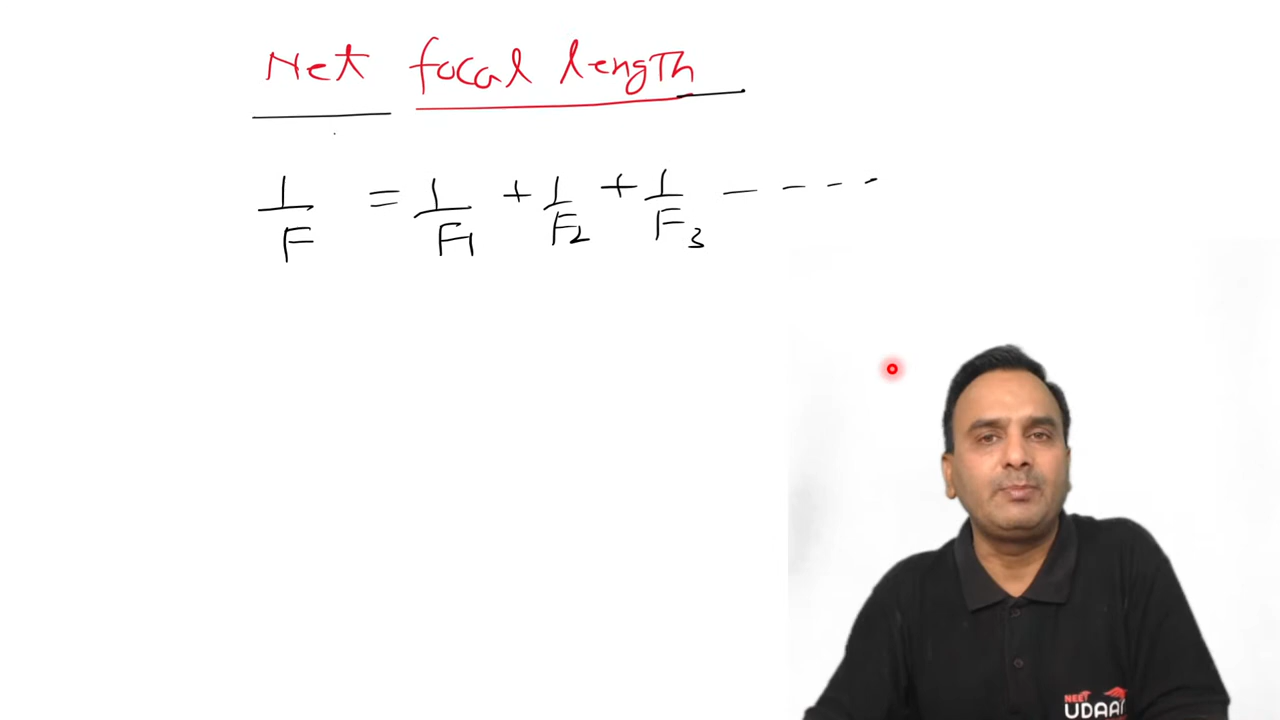 Net focal length
1/F = 1/F1 + 1/F2 + 1/F3 - - - -
NEET
UDAAN